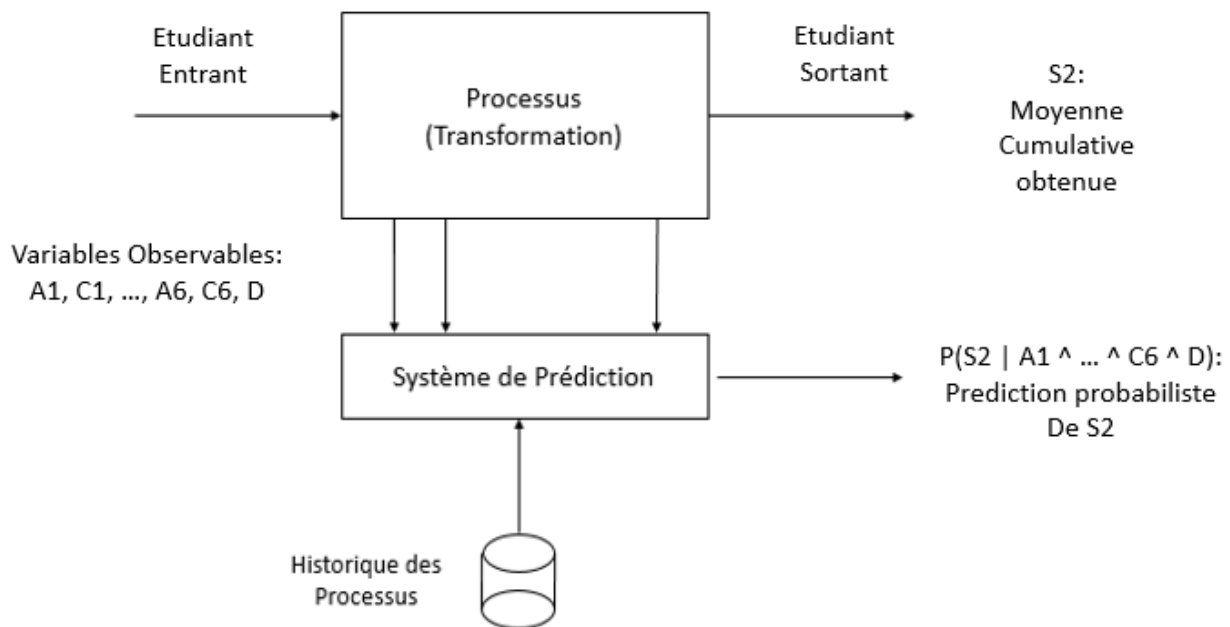 Etudiant
Entrant
Processus
(Transformation)
Etudiant
Sortant
S2:
Moyenne
Cumulative
obtenue
Variables Observables:
A1, C1, ..., A6, C6, D
Système de Prédiction
P(S2 | A1 ^ ... ^ C6 ^ D):
Prediction probabiliste
De S2
Historique des
Processus